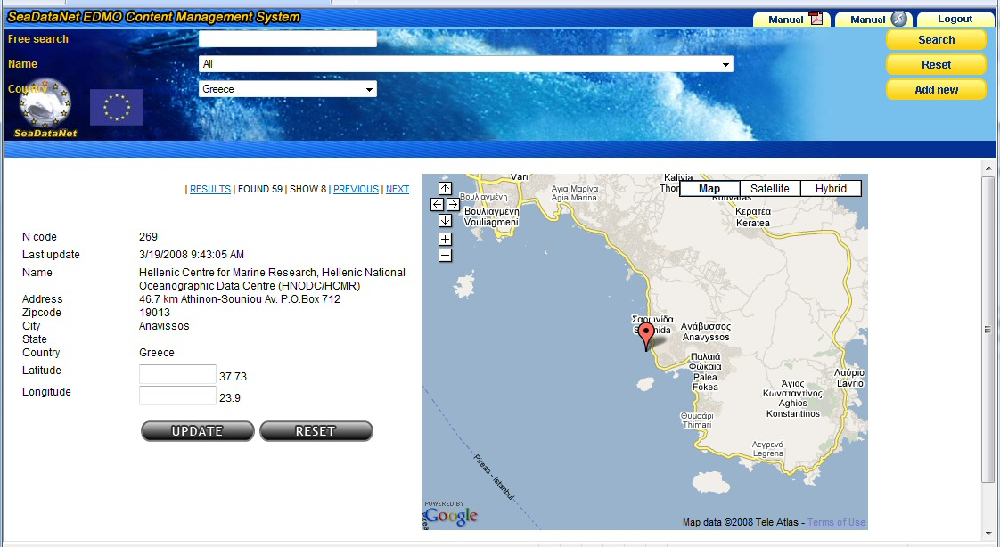 SeaDataNet EDMO Content Management System
Manual
Manual
Logout
Free search
Search
Name
All
Reset
Country
Greece
Add new
SeaDataNet
| RESULTS | FOUND 59 | SHOW 8 | PREVIOUS | NEXT
N code 269
Last update 3/19/2008 9:43:05 AM
Name Hellenic Centre for Marine Research, Hellenic National
Oceanographic Data Centre (HNODC/HCMR)
Address 46.7 km Athinon-Souniou Av. P.O.Box 712
Zipcode 19013
City Anavissos
State
Country Greece
Latitude 37.73
Longitude 23.9
UPDATE RESET
Map Satellite Hybrid
Vari
Kalivia
Βουλιαγμένη
Αγια Μαρίνα
Agia Marina
Βουλιαγμένη
Vouliagmeni
Kouvaras
Κερατέα
Keratea
Σαρωνίδα
Ανάβυσσος
Anavyssos
Παλαιά
Φώκαια
Palea
Fokea
Λαύριο
Lavrio
Άγιος
Κωνσταντίνος
Aghios
Konstantinos
Θυμαάρι
Thimari
Λεγρενά
Legrena
Pireas - Istanbul
POWERED BY
Google
Map data ©2008 Tele Atlas - Terms of Use